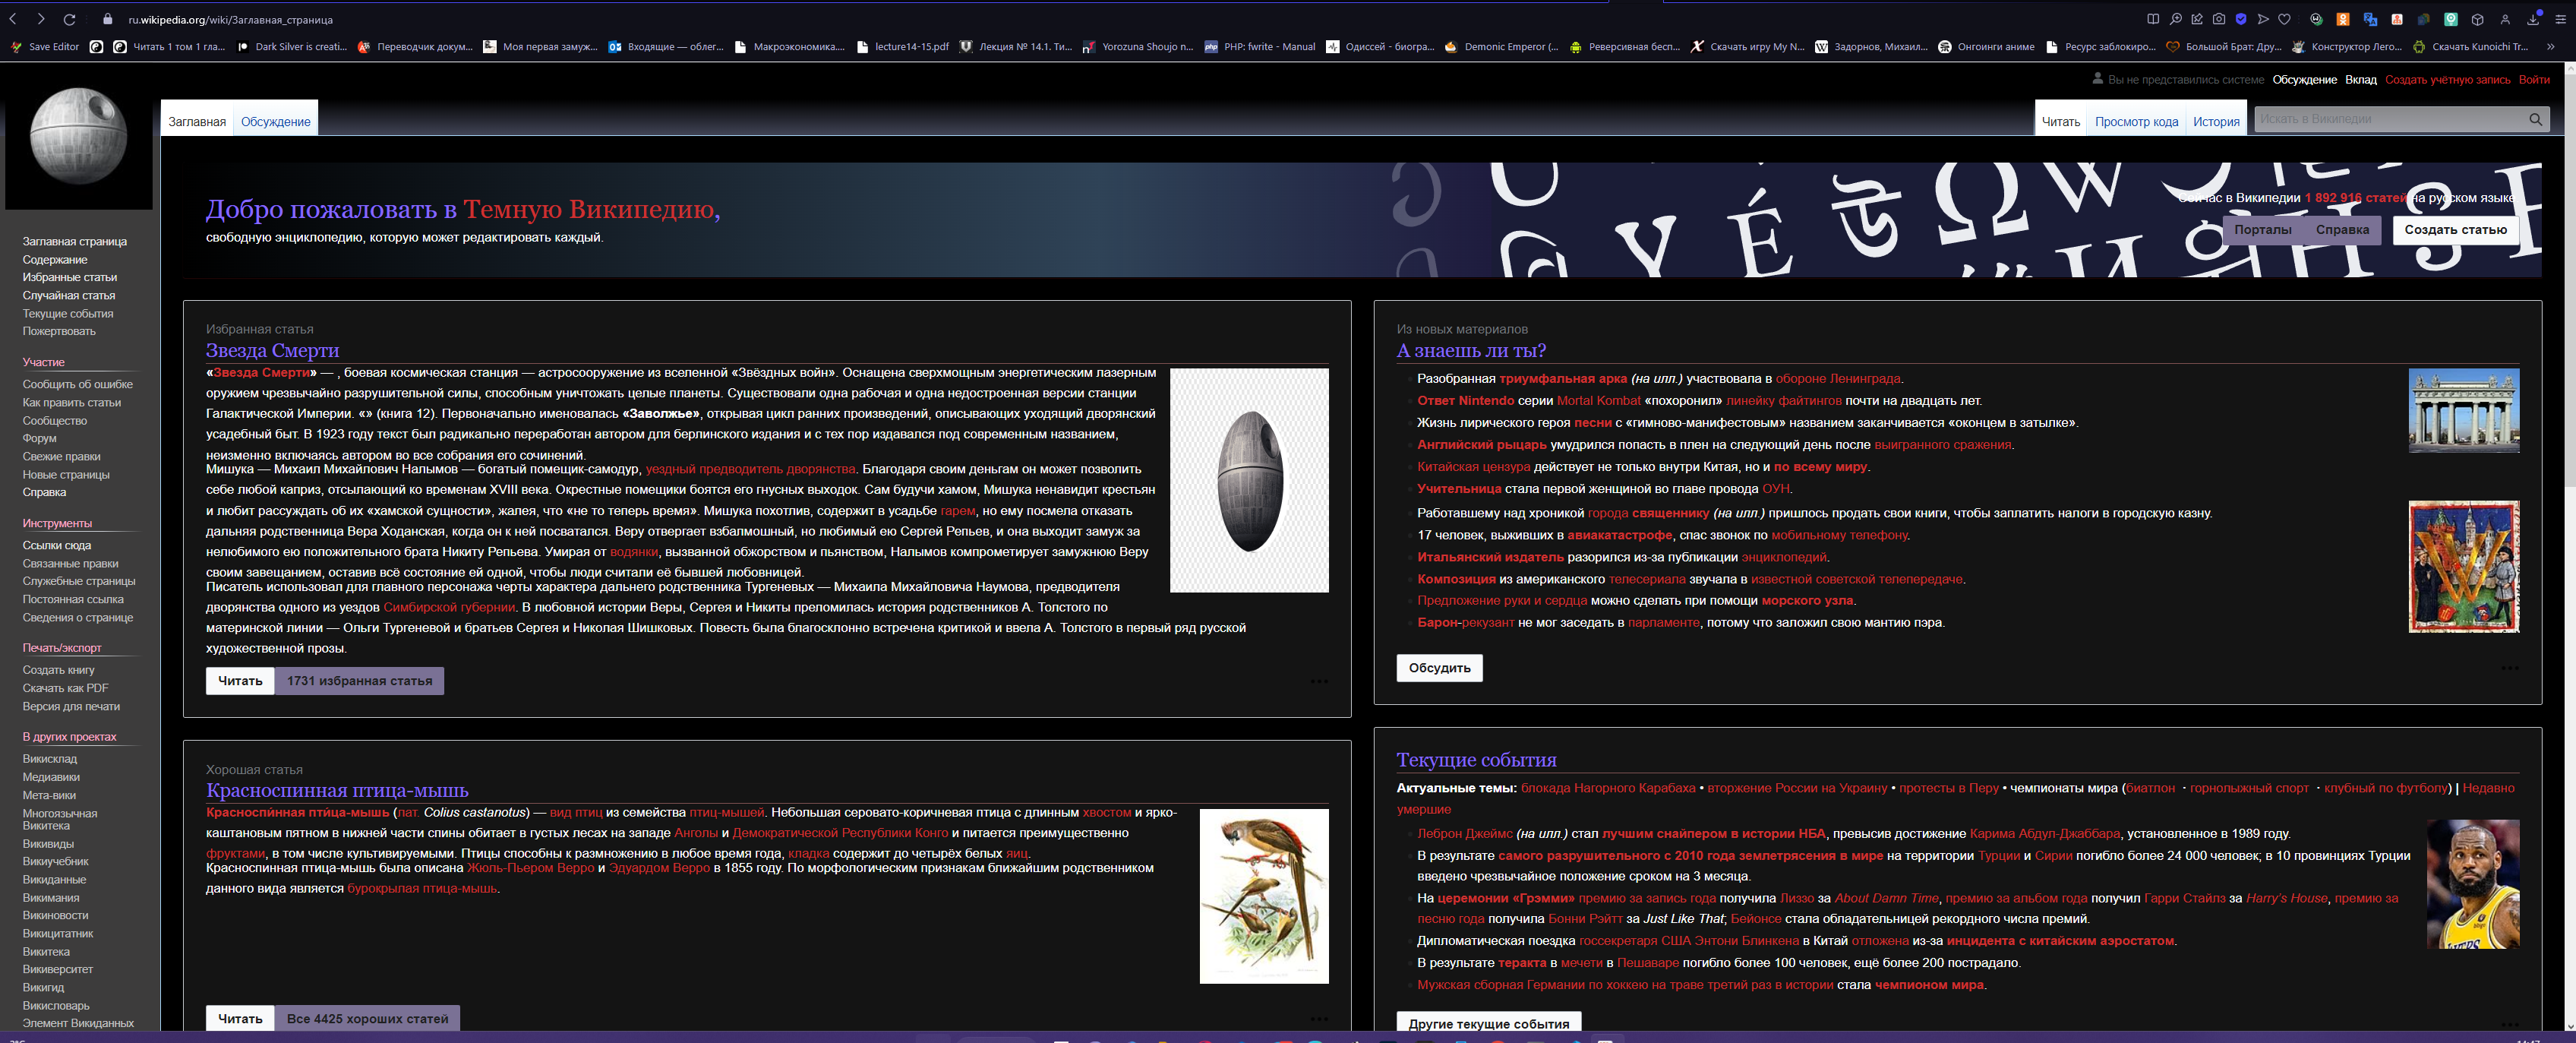 ru.wikipedia.org/wiki/Заглавная_страница
Save Editor
Читать 1 том 1 гла...
Dark Silver is creati...
Переводчик докум...
Моя первая замуж...
Входящие — облег...
Макроэкономика....
lecture14-15.pdf
Лекция № 14.1. Ти...
Yorozuna Shoujo n...
PHP: fwrite - Manual
Одиссей - биогра...
Demonic Emperor (...
Реверсивная бесп...
Скачать игру My N...
Задорнов, Михаил...
Онгоинги аниме
Ресурс заблокиро...
Большой Брат: Дру...
Конструктор Лего...
Скачать Kunoichi Tr...
Вы не представились системе Обсуждение Вклад Создать учётную запись Войти
Заглавная Обсуждение
Читать Просмотр кода История
Искать в Википедии
Заглавная страница
Содержание
Избранные статьи
Случайная статья
Текущие события
Пожертвовать
Участие
Сообщить об ошибке
Как править статьи
Сообщество
Форум
Свежие правки
Новые страницы
Справка
Инструменты
Ссылки сюда
Связанные правки
Служебные страницы
Постоянная ссылка
Сведения о странице
Печать/экспорт
Создать книгу
Скачать как PDF
Версия для печати
В других проектах
Викисклад
Медиавики
Мета-вики
Многоязычная
Викитека
Викивиды
Викиучебник
Викиданные
Викимания
Викиновости
Викицитатник
Викитека
Викиверситет
Викигид
Викисловарь
Элемент Викиданных
Добро пожаловать в Темную Википедию,
свободную энциклопедию, которую может редактировать каждый.
Сейчас в Википедии 1 892 916 статей на русском языке.
Порталы Справка Создать статью
Избранная статья
Звезда Смерти
«Звезда Смерти» — , боевая космическая станция — астросооружение из вселенной «Звёздных войн». Оснащена сверхмощным энергетическим лазерным
оружием чрезвычайно разрушительной силы, способным уничтожать целые планеты. Существовали одна рабочая и одна недостроенная версии станции
Галактической Империи. «» (книга 12). Первоначально именовалась «Заволжье», открывая цикл ранних произведений, описывающих уходящий дворянский
усадебный быт. В 1923 году текст был радикально переработан автором для берлинского издания и с тех пор издавался под современным названием,
неизменно включаясь автором во все собрания его сочинений.
Мишука — Михаил Михайлович Налымов — богатый помещик-самодур, уездный предводитель дворянства. Благодаря своим деньгам он может позволить
себе любой каприз, отсылающий ко временам XVIII века. Окрестные помещики боятся его гнусных выходок. Сам будучи хамом, Мишука ненавидит крестьян
и любит рассуждать об их «хамской сущности», жалея, что «не то теперь время». Мишука похотлив, содержит в усадьбе гарем, но ему посмела отказать
дальняя родственница Вера Ходанская, когда он к ней посватался. Веру отвергает взбалмошный, но любимый ею Сергей Репьев, и она выходит замуж за
нелюбимого ею положительного брата Никиту Репьева. Умирая от водянки, вызванной обжорством и пьянством, Налымов компрометирует замужнюю Веру
своим завещанием, оставив всё состояние ей одной, чтобы люди считали её бывшей любовницей.
Писатель использовал для главного персонажа черты характера дальнего родственника Тургеневых — Михаила Михайловича Наумова, предводителя
дворянства одного из уездов Симбирской губернии. В любовной истории Веры, Сергея и Никиты преломилась история родственников А. Толстого по
материнской линии — Ольги Тургеневой и братьев Сергея и Николая Шишковых. Повесть была благосклонно встречена критикой и ввела А. Толстого в первый ряд русской
художественной прозы.
Читать 1731 избранная статья
Хорошая статья
Красноспинная птица-мышь
Красноспи́нная пти́ца-мышь (лат. Colius castanotus) — вид птиц из семейства птиц-мышей. Небольшая серовато-коричневая птица с длинным хвостом и ярко-
каштановым пятном в нижней части спины обитает в густых лесах на западе Анголы и Демократической Республики Конго и питается преимущественно
фруктами, в том числе культивируемыми. Птицы способны к размножению в любое время года, кладка содержит до четырёх белых яиц.
Красноспинная птица-мышь была описана Жюль-Пьером Верро и Эдуардом Верро в 1855 году. По морфологическим признакам ближайшим родственником
данного вида является бурокрылая птица-мышь.
Читать Все 4425 хороших статей
Из новых материалов
А знаешь ли ты?
Разобранная триумфальная арка (на илл.) участвовала в обороне Ленинграда.
Ответ Nintendo серии Mortal Kombat «похоронил» линейку файтингов почти на двадцать лет.
Жизнь лирического героя песни с «гимново-манифестовым» названием заканчивается «оконцем в затылке».
Английский рыцарь умудрился попасть в плен на следующий день после выигранного сражения.
Китайская цензура действует не только внутри Китая, но и по всему миру.
Учительница стала первой женщиной во главе провода ОУН.
Работавшему над хроникой города священнику (на илл.) пришлось продать свои книги, чтобы заплатить налоги в городскую казну.
17 человек, выживших в авиакатастрофе, спас звонок по мобильному телефону.
Итальянский издатель разорился из-за публикации энциклопедий.
Композиция из американского телесериала звучала в известной советской телепередаче.
Предложение руки и сердца можно сделать при помощи морского узла.
Барон-рекузант не мог заседать в парламенте, потому что заложил свою мантию пэра.
Обсудить
Текущие события
Актуальные темы: блокада Нагорного Карабаха • вторжение России на Украину • протесты в Перу • чемпионаты мира (биатлон · горнолыжный спорт · клубный по футболу) | Недавно
умершие
Леброн Джеймс (на илл.) стал лучшим снайпером в истории НБА, превысив достижение Карима Абдул-Джаббара, установленное в 1989 году.
В результате самого разрушительного с 2010 года землетрясения в мире на территории Турции и Сирии погибло более 24 000 человек; в 10 провинциях Турции
введено чрезвычайное положение сроком на 3 месяца.
На церемонии «Грэмми» премию за запись года получила Лиззо за About Damn Time, премию за альбом года получил Гарри Стайлз за Harry's House, премию за
песню года получила Бонни Рэйтт за Just Like That; Бейонсе стала обладательницей рекордного числа премий.
Дипломатическая поездка госсекретаря США Энтони Блинкена в Китай отложена из-за инцидента с китайским аэростатом.
В результате теракта в мечети в Пешаваре погибло более 100 человек, ещё более 200 пострадало.
Мужская сборная Германии по хоккею на траве третий раз в истории стала чемпионом мира.
Другие текущие события